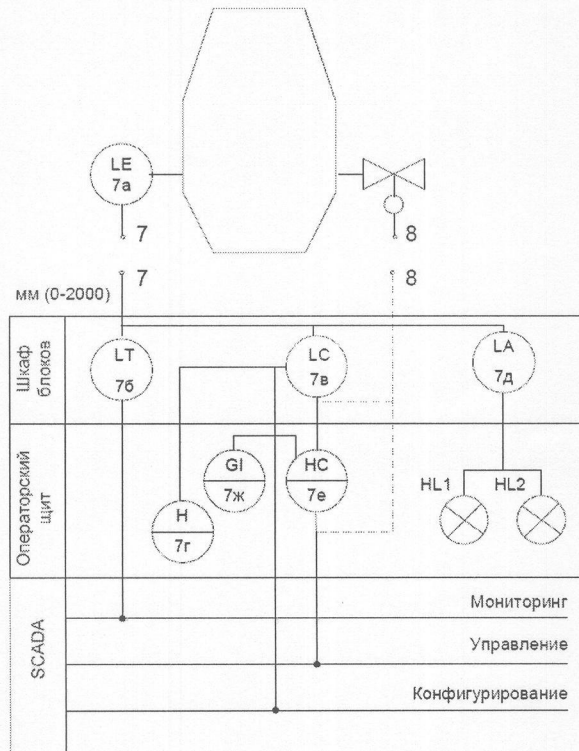 LE
7а
7
8
7
8
мм (0-2000)
Шкаф
блоков
LT
7б
LC
7в
LA
7д
Операторский
щит
GI
7ж
HC
7е
H
7г
HL1
HL2
SCADA
Мониторинг
Управление
Конфигурирование